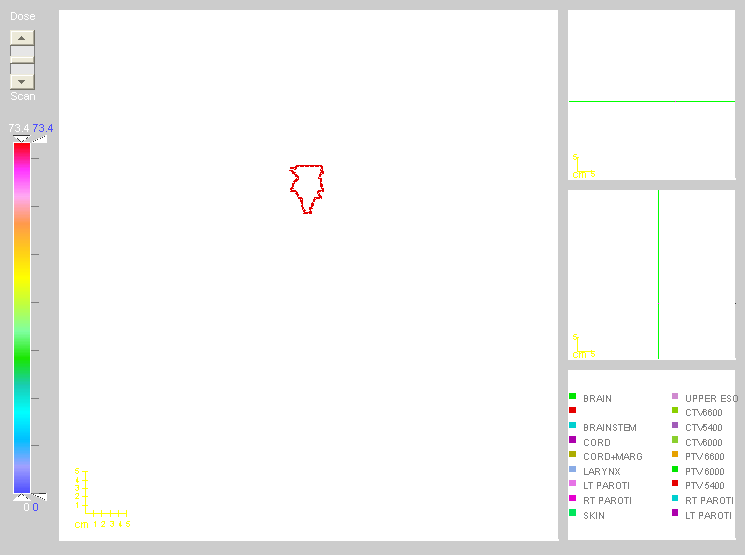 Dose
Scan
73.4 73.4
0 0
5
4
3
2
1
cm 1 2 3 4 5
5
cm 5
5
cm 5
BRAIN
BRAINSTEM
CORD
CORD+MARG
LARYNX
LT PAROTI
RT PAROTI
SKIN
UPPER ESO
CTV6600
CTV5400
CTV6000
PTV6600
PTV6000
PTV5400
RT PAROTI
LT PAROTI